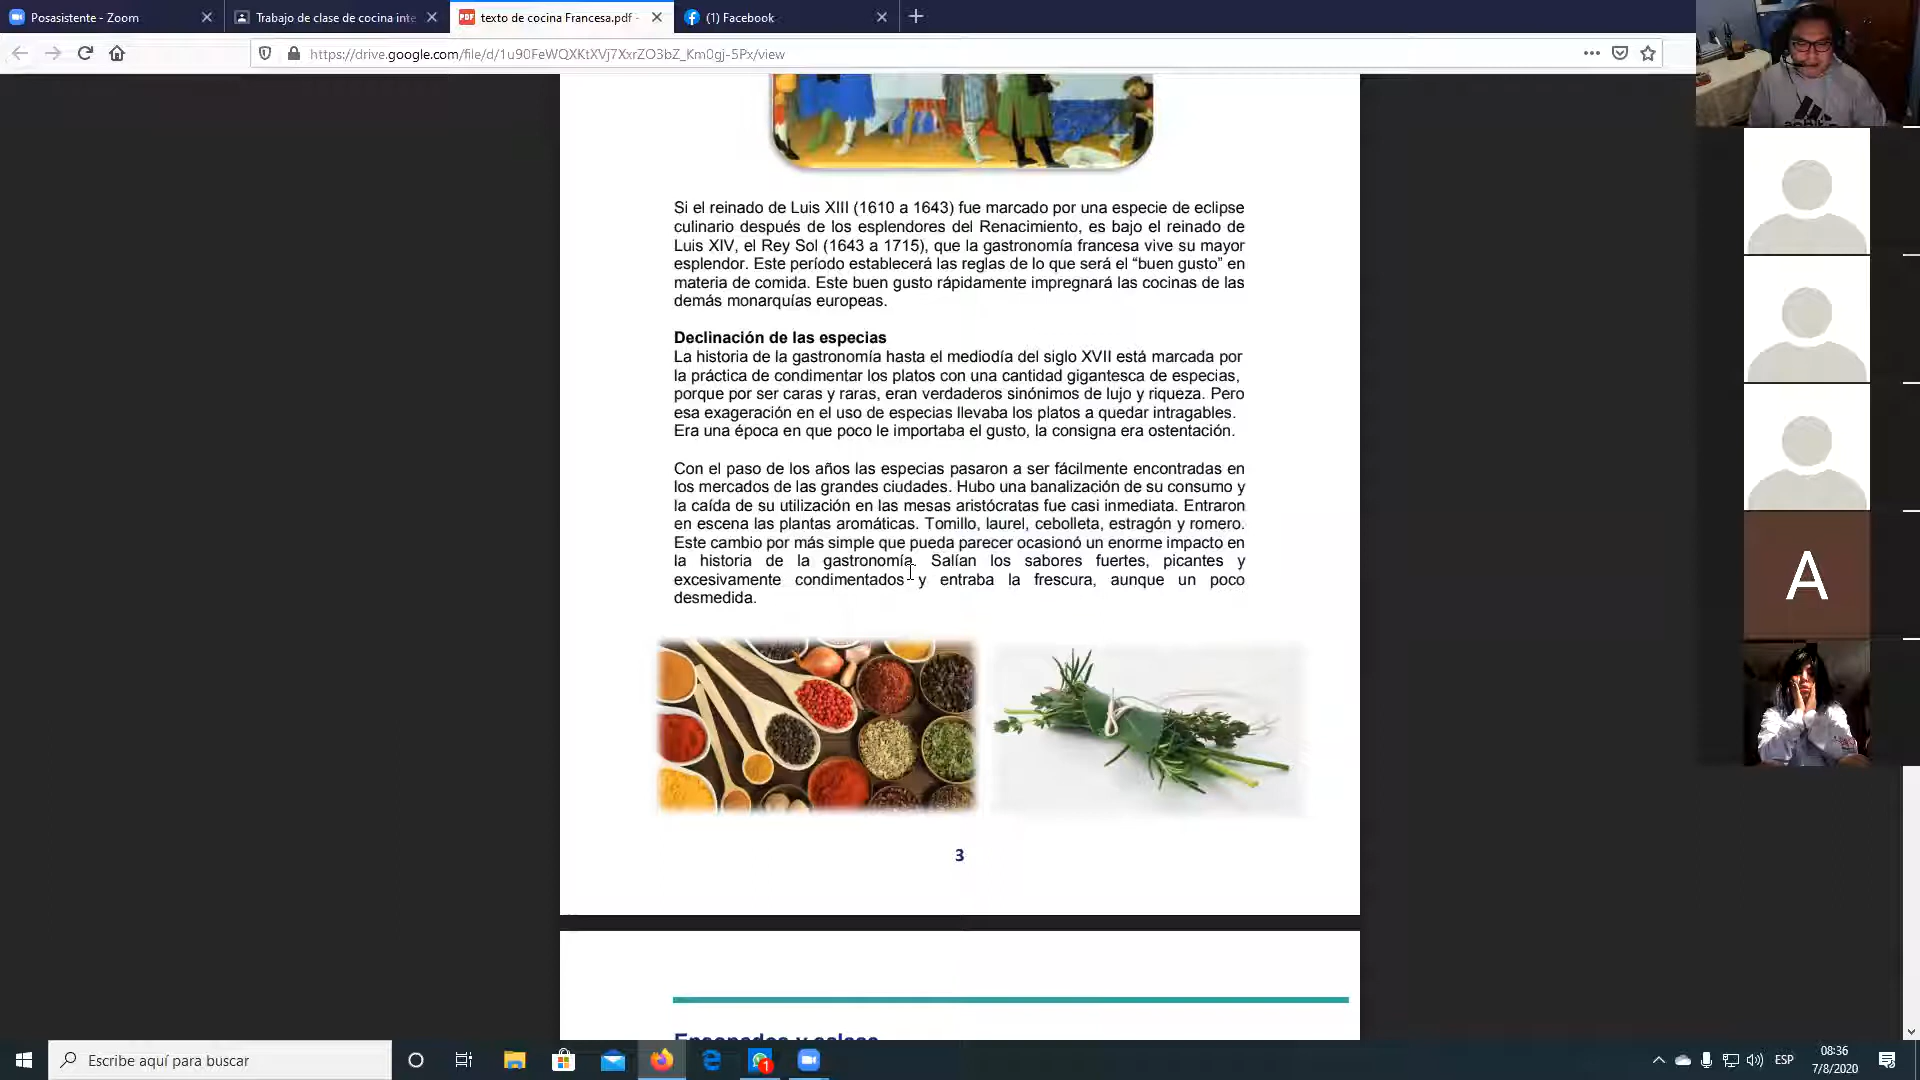 Posasistente - Zoom
Trabajo de clase de cocina inte
texto de cocina Francesa.pdf -
(1) Facebook
https://drive.google.com/file/d/1u90FeWQXKtXVj7XxrZO3bZ_Km0gj-5Px/view
Si el reinado de Luis XIII (1610 a 1643) fue marcado por una especie de eclipse
culinario después de los esplendores del Renacimiento, es bajo el reinado de
Luis XIV, el Rey Sol (1643 a 1715), que la gastronomía francesa vive su mayor
esplendor. Este período establecerá las reglas de lo que será el “buen gusto” en
materia de comida. Este buen gusto rápidamente impregnará las cocinas de las
demás monarquías europeas.
Declinación de las especias
La historia de la gastronomía hasta el mediodía del siglo XVII está marcada por
la práctica de condimentar los platos con una cantidad gigantesca de especias,
porque por ser caras y raras, eran verdaderos sinónimos de lujo y riqueza. Pero
esa exageración en el uso de especias llevaba los platos a quedar intragables.
Era una época en que poco le importaba el gusto, la consigna era ostentación.
Con el paso de los años las especias pasaron a ser fácilmente encontradas en
los mercados de las grandes ciudades. Hubo una banalización de su consumo y
la caída de su utilización en las mesas aristócratas fue casi inmediata. Entraron
en escena las plantas aromáticas. Tomillo, laurel, cebolleta, estragón y romero.
Este cambio por más simple que pueda parecer ocasionó un enorme impacto en
la historia de la gastronomía. Salían los sabores fuertes, picantes y
excesivamente condimentados y entraba la frescura, aunque un poco
desmedida.
3
Ensenadas y salsas
A
Escribe aquí para buscar
1
ESP
08:36
7/8/2020